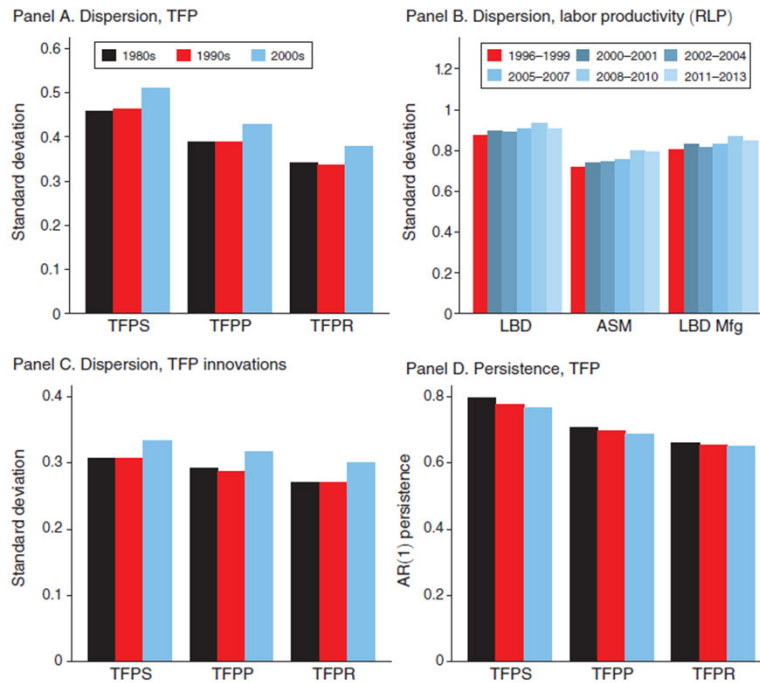 Panel A. Dispersion, TFP
Standard deviation
0.6
0.5
0.4
0.3
0.2
0.1
0
1980s 1990s 2000s
TFPS TFPP TFPR
Panel B. Dispersion, labor productivity (RLP)
Standard deviation
1.2
1
0.8
0.6
0.4
0.2
0
1996–1999 2000–2001 2002–2004
2005–2007 2008–2010 2011–2013
LBD ASM LBD Mfg
Panel C. Dispersion, TFP innovations
Standard deviation
0.4
0.3
0.2
0.1
0
TFPS TFPP TFPR
Panel D. Persistence, TFP
AR(1) persistence
0.8
0.6
0.4
0.2
0
TFPS TFPP TFPR